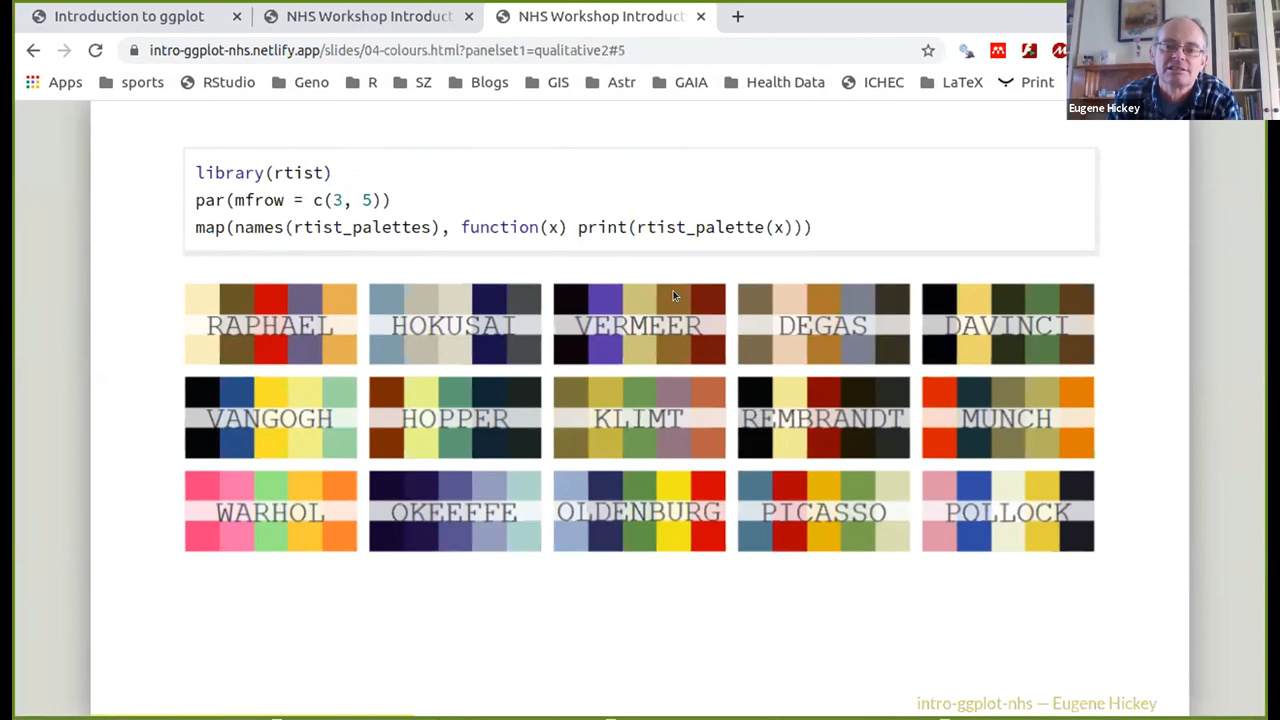 Introduction to ggplot
NHS Workshop Introduct
NHS Workshop Introduct
intro-ggplot-nhs.netlify.app/slides/04-colours.html?panelset1=qualitative2#5
Apps sports RStudio Geno R SZ Blogs GIS Astr GAIA Health Data ICHEC LaTeX Print
Eugene Hickey
library(rtist)
par(mfrow = c(3, 5))
map(names(rtist_palettes), function(x) print(rtist_palette(x)))
RAPHAEL HOKUSAI VERMEER DEGAS DAVINCI
VANGOGH HOPPER KLIMT REMBRANDT MUNCH
WARHOL OKEEFFE OLDENBURG PICASSO POLLOCK
intro-ggplot-nhs — Eugene Hickey